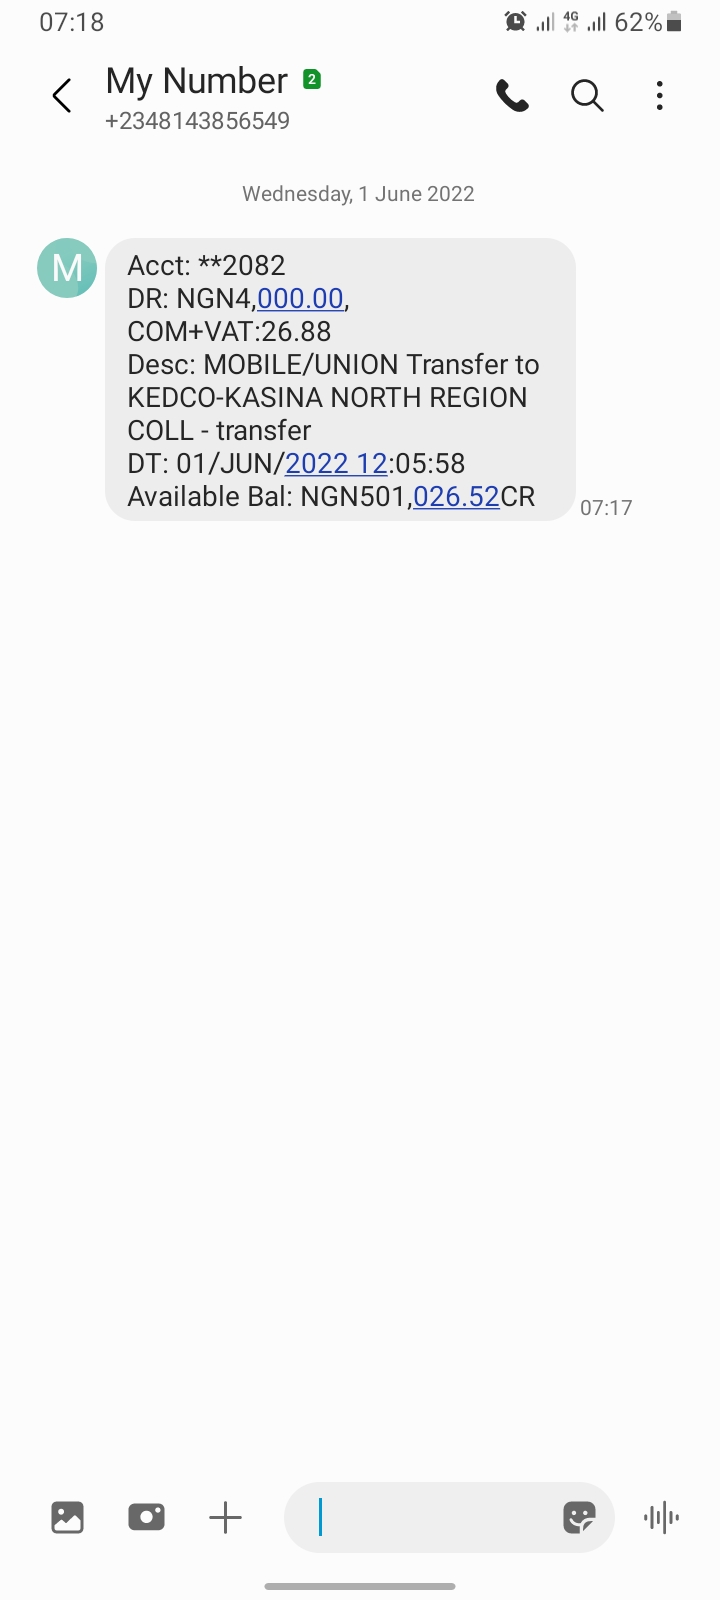 07:18
4G 62%
My Number 2
+2348143856549
Wednesday, 1 June 2022
M
Acct: **2082
DR: NGN4,000.00,
COM+VAT:26.88
Desc: MOBILE/UNION Transfer to
KEDCO-KASINA NORTH REGION
COLL - transfer
DT: 01/JUN/2022 12:05:58
Available Bal: NGN501,026.52CR
07:17